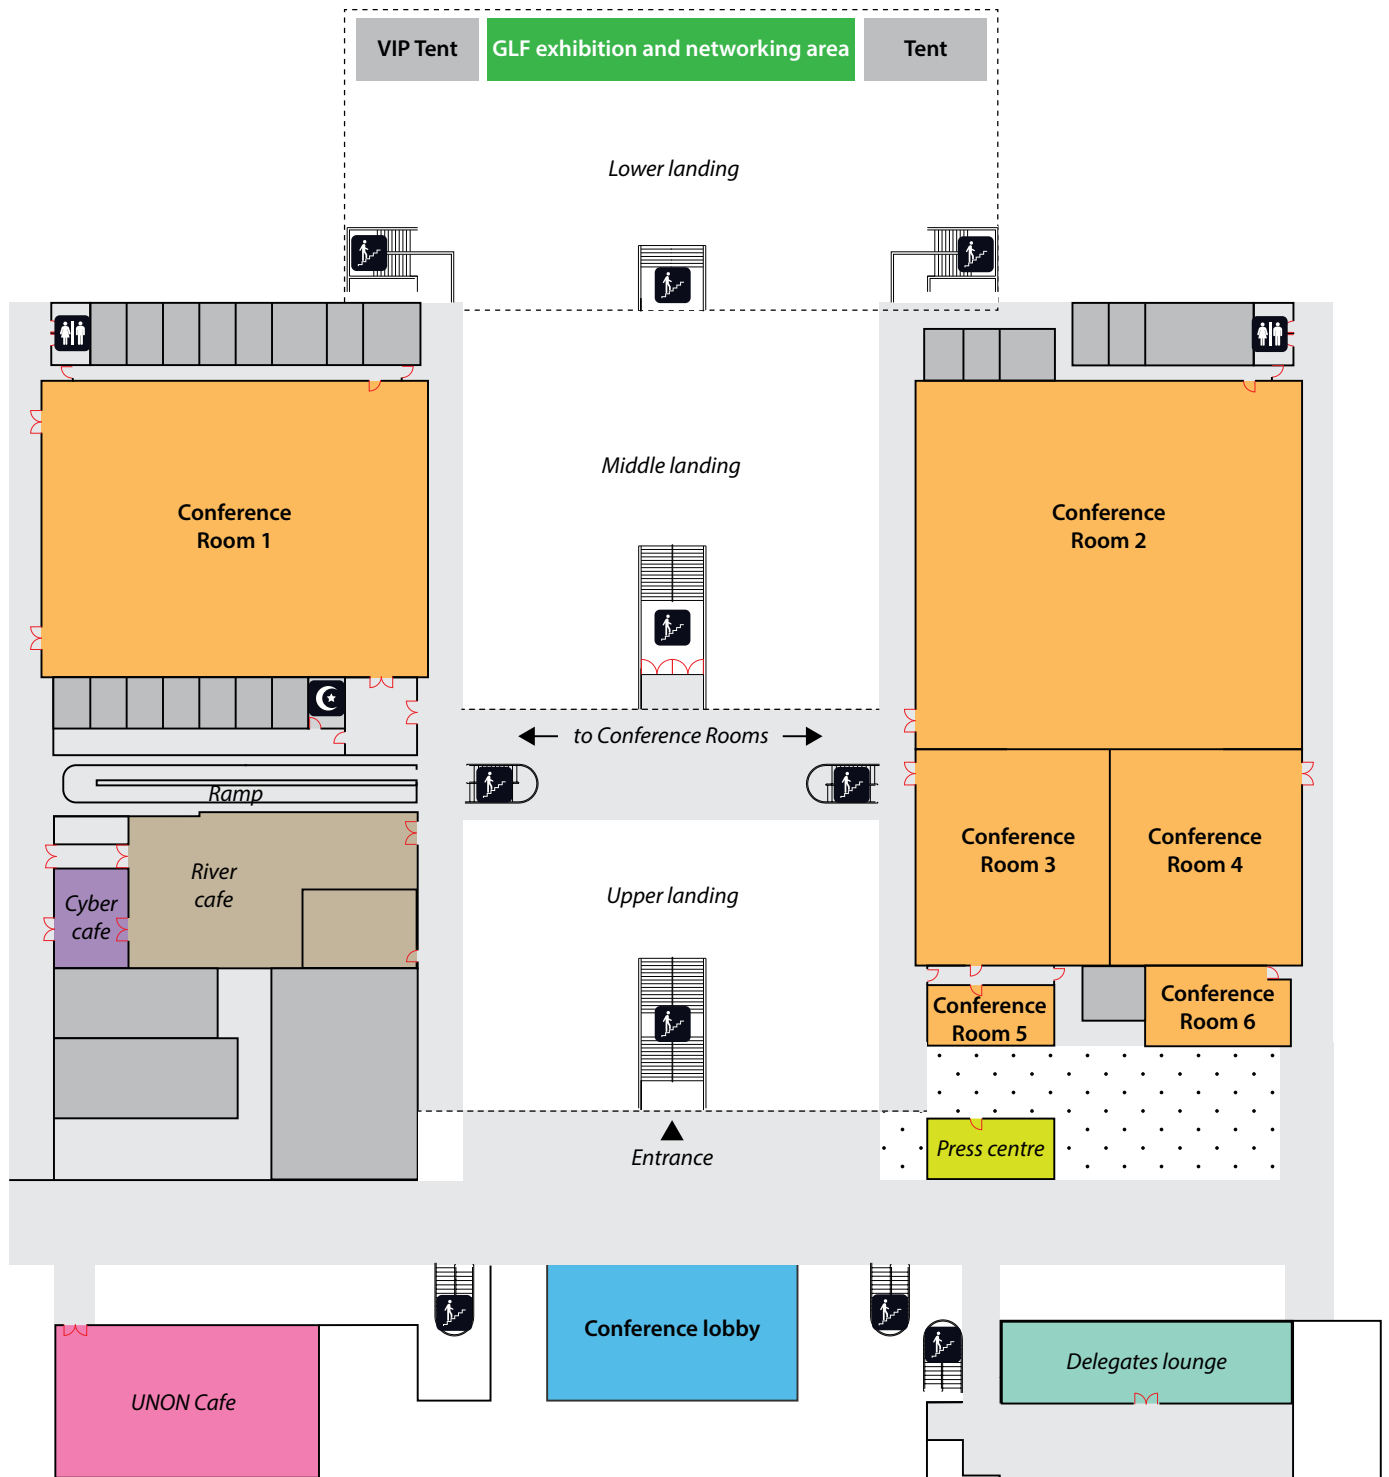 VIP Tent
GLF exhibition and networking area
Tent
Lower landing
Middle landing
Conference
Room 1
Conference
Room 2
to Conference Rooms
Ramp
River
cafe
Cyber
cafe
Upper landing
Conference
Room 3
Conference
Room 4
Conference
Room 5
Conference
Room 6
Entrance
Press centre
Conference lobby
UNON Cafe
Delegates lounge